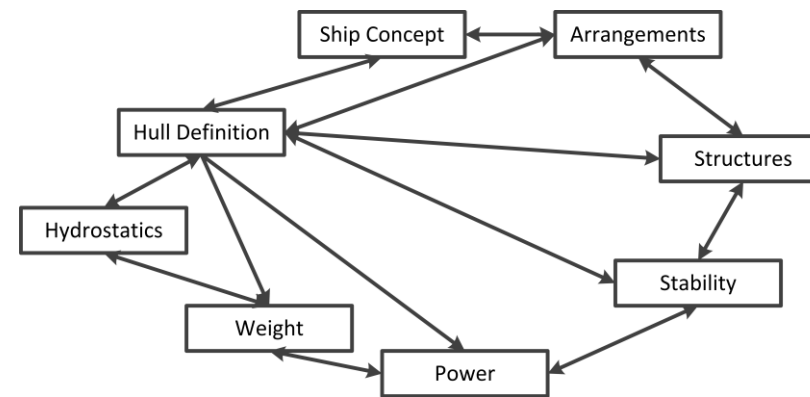 Ship Concept
Arrangements
Hull Definition
Structures
Hydrostatics
Stability
Weight
Power